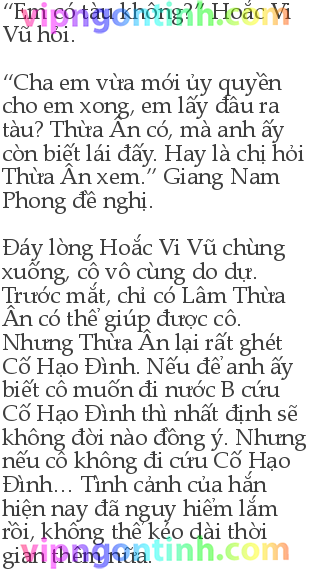 “Em có tàu không?” Hoắc Vi
Vũ hỏi.
“Cha em vừa mới ủy quyền
cho em xong, em lấy đâu ra
tàu? Thừa Ân có, mà anh ấy
còn biết lái đấy. Hay là chị hỏi
Thừa Ân xem.” Giang Nam
Phong đề nghị.
Đáy lòng Hoắc Vi Vũ chùng
xuống, cô vô cùng do dự.
Trước mắt, chỉ có Lâm Thừa
Ân có thể giúp được cô.
Nhưng Thừa Ân lại rất ghét
Cố Hạo Đình. Nếu để anh ấy
biết cô muốn đi nước B cứu
Cố Hạo Đình thì nhất định sẽ
không đời nào đồng ý. Nhưng
nếu cô không đi cứu Cố Hạo
Đình... Tình cảnh của hắn
hiện nay đã nguy hiểm lắm
rồi, không thể kéo dài thời
gian thêm nữa.
vipngontinh.com
vipngontinh.com